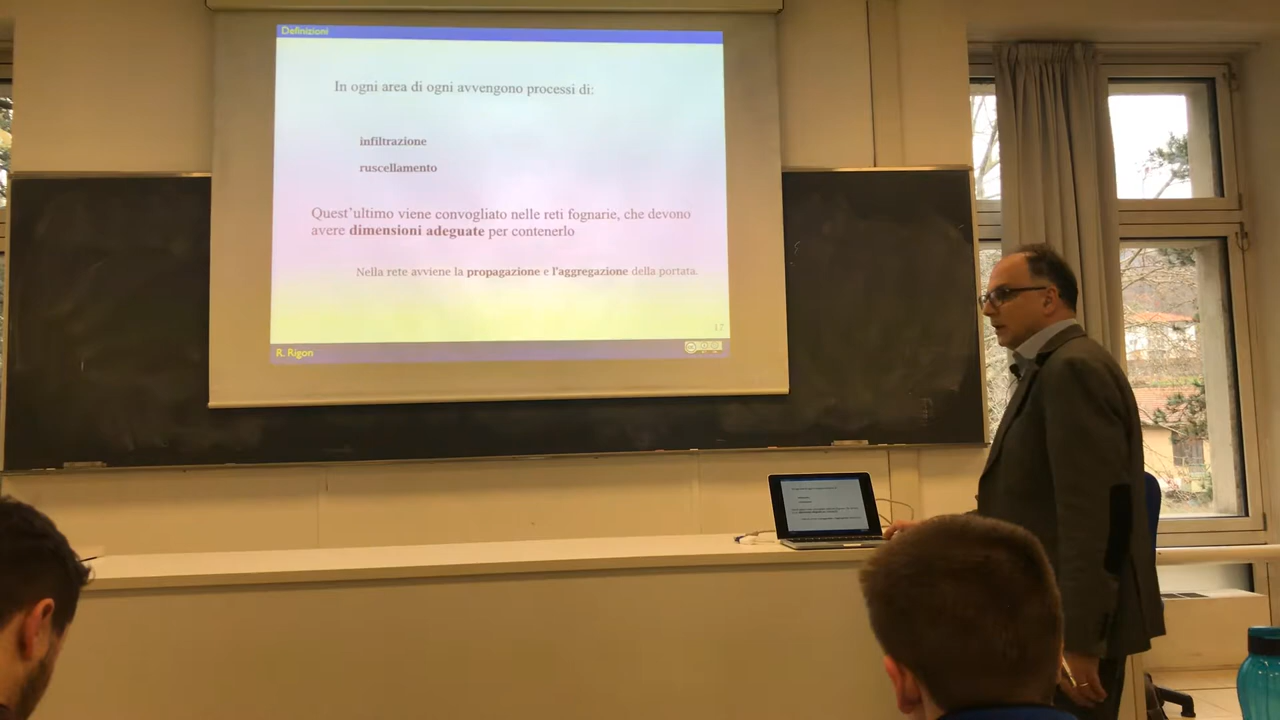 Definizioni
In ogni area di ogni avvengono processi di:
infiltrazione
ruscellamento
Quest'ultimo viene convogliato nelle reti fognarie, che devono
avere dimensioni adeguate per contenerlo
Nella rete avviene la propagazione e l'aggregazione della portata.
17
R. Rigon